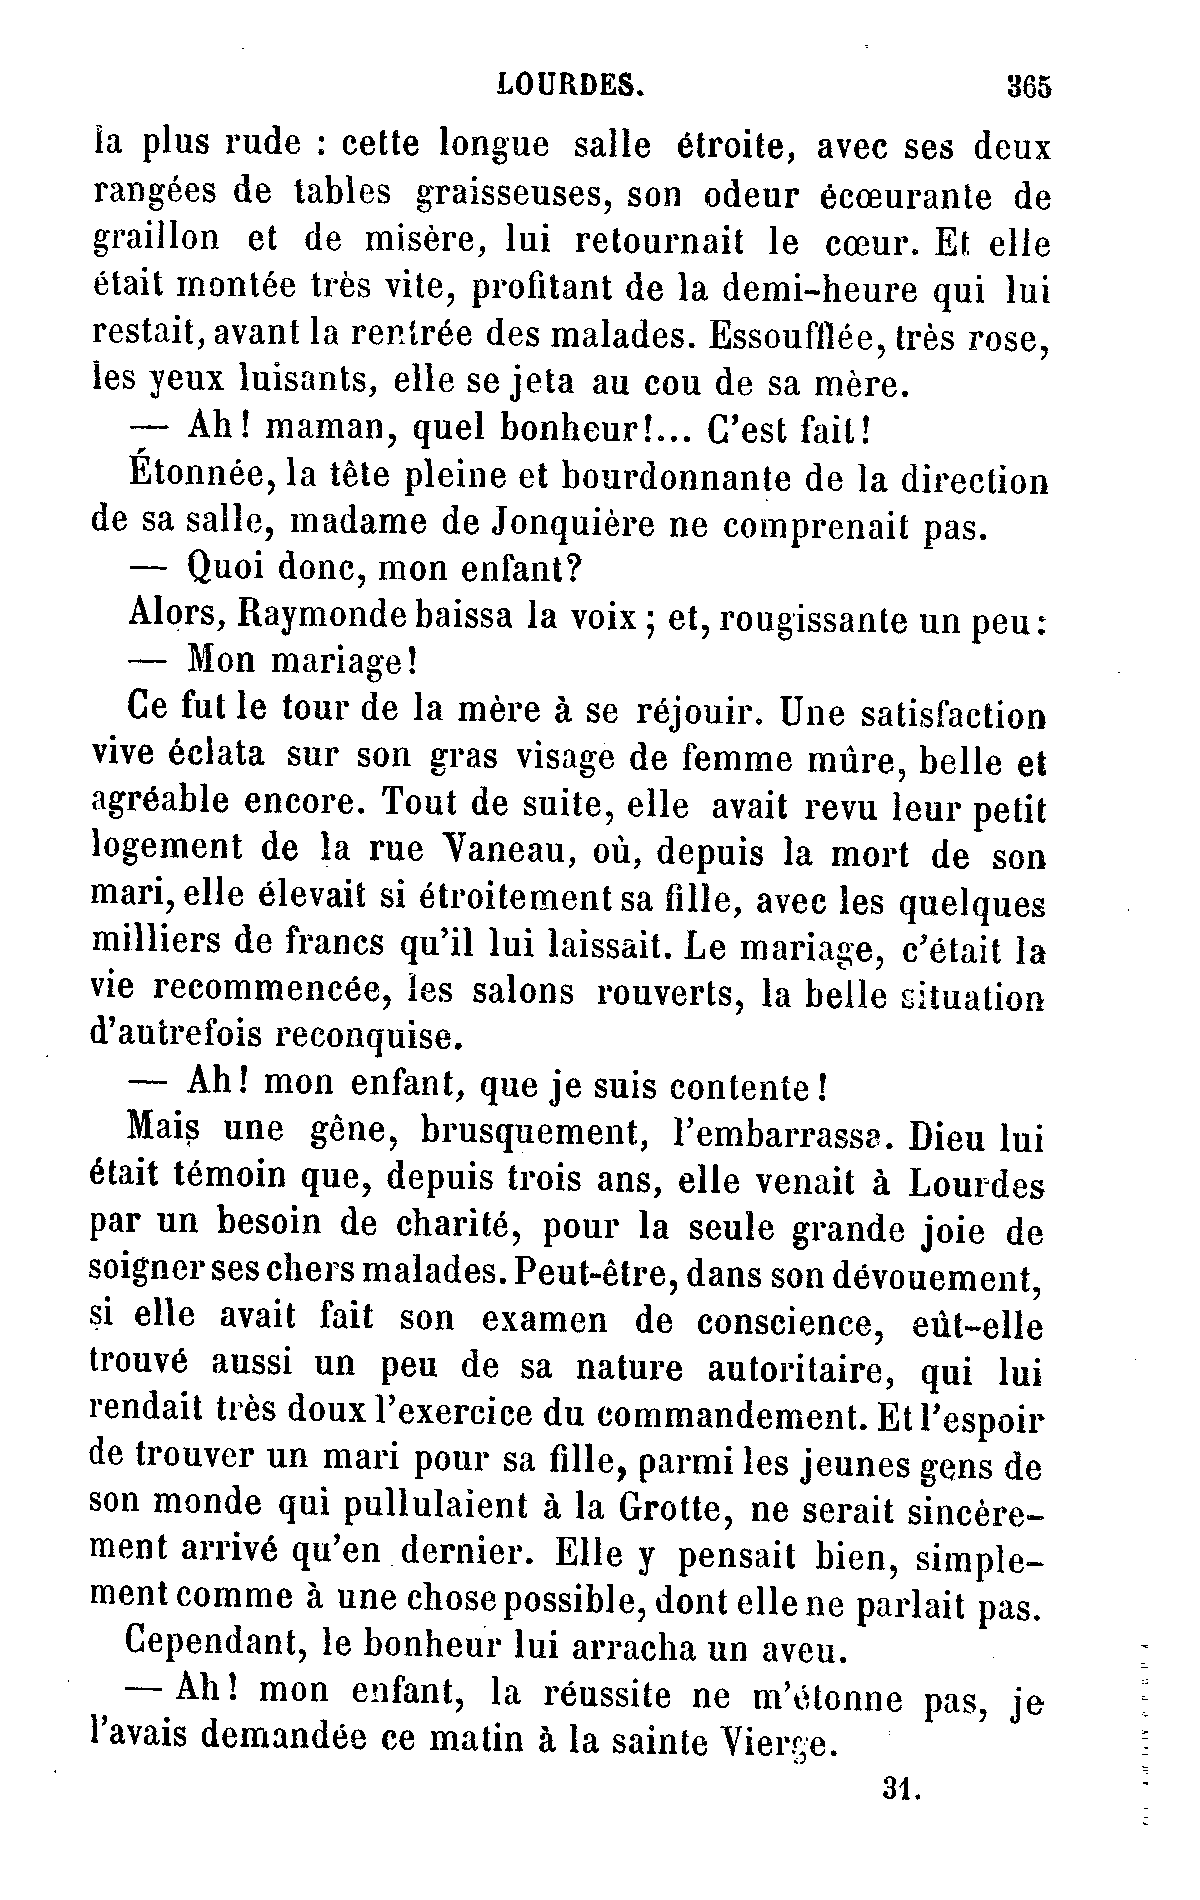 LOURDES. 365
la plus rude : cette longue salle étroite, avec ses deux
rangées de tables graisseuses, son odeur écœurante de
graillon et de misère, lui retournait le cœur. Et elle
était montée très vite, profitant de la demi-heure qui lui
restait, avant la rentrée des malades. Essoufflée, très rose,
les yeux luisants, elle se jeta au cou de sa mère.
— Ah! maman, quel bonheur!... C'est fait!
Étonnée, la tête pleine et bourdonnante de la direction
de sa salle, madame de Jonquière ne comprenait pas.
— Quoi donc, mon enfant?
Alors, Raymonde baissa la voix ; et, rougissante un peu :
— Mon mariage!
Ce fut le tour de la mère à se réjouir. Une satisfaction
vive éclata sur son gras visage de femme mûre, belle et
agréable encore. Tout de suite, elle avait revu leur petit
logement de la rue Vaneau, où, depuis la mort de son
mari, elle élevait si étroitement sa fille, avec les quelques
milliers de francs qu'il lui laissait. Le mariage, c'était la
vie recommencée, les salons rouverts, la belle situation
d'autrefois reconquise.
— Ah! mon enfant, que je suis contente !
Mais une gêne, brusquement, l'embarrassa. Dieu lui
était témoin que, depuis trois ans, elle venait à Lourdes
par un besoin de charité, pour la seule grande joie de
soigner ses chers malades. Peut-être, dans son dévouement,
si elle avait fait son examen de conscience, eût-elle
trouvé aussi un peu de sa nature autoritaire, qui lui
rendait très doux l'exercice du commandement. Et l'espoir
de trouver un mari pour sa fille, parmi les jeunes gens de
son monde qui pullulaient à la Grotte, ne serait sincère-
ment arrivé qu'en dernier. Elle y pensait bien, simple-
ment comme à une chose possible, dont elle ne parlait pas.
Cependant, le bonheur lui arracha un aveu.
— Ah! mon enfant, la réussite ne m'étonne pas, je
l'avais demandée ce matin à la sainte Vierge.
31.